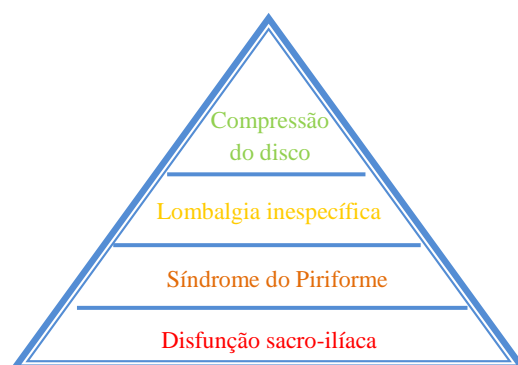 Compressão
do disco
Lombalgia inespecífica
Síndrome do Piriforme
Disfunção sacro-ilíaca